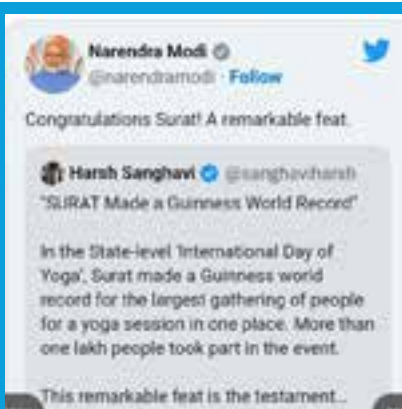 Narendra Modi
@narendramodi · Follow
Congratulations Surat! A remarkable feat.
Harsh Sanghavi @sanghaviharsh
"SURAT Made a Guinness World Record"
In the State-level 'International Day of
Yoga', Surat made a Guinness world
record for the largest gathering of people
for a yoga session in one place. More than
one lakh people took part in the event.
This remarkable feat is the testament...